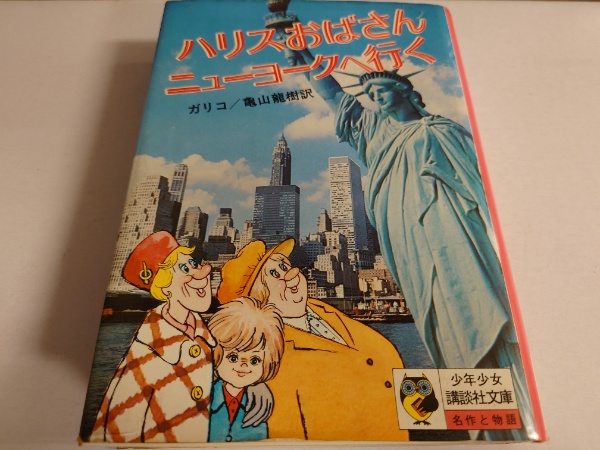 ハリスおばさん
ニューヨークへ行く
ガリコ/亀山龍樹訳
少年少女
講談社文庫
名作と物語